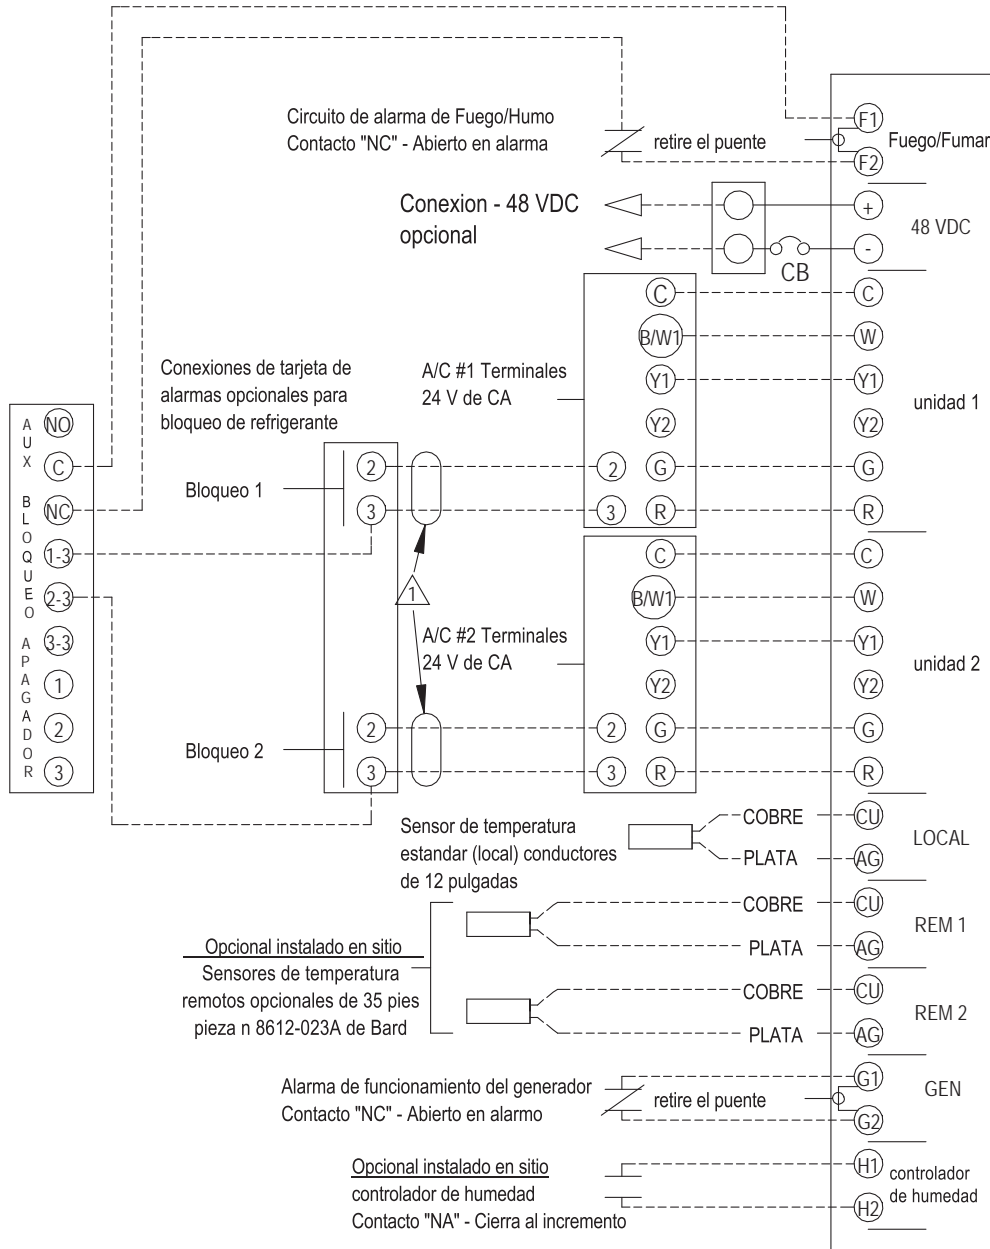 Circuito de alarma de Fuego/Humo
Contacto "NC" - Abierto en alarma
retire el puente
F1
F2
Fuego/Fumar
Conexion - 48 VDC
opcional
+
-
48 VDC
CB
Conexiones de tarjeta de
alarmas opcionales para
bloqueo de refrigerante
A/C #1 Terminales
24 V de CA
C
B/W1
Y1
Y2
2 G
3 R
C
W
Y1
Y2
G
R
unidad 1
AUX BLOQUEO APAGADOR
NO
C
NC
1-3
2-3
3-3
1
2
3
Bloqueo 1
2
3
1
A/C #2 Terminales
24 V de CA
C
B/W1
Y1
Y2
2 G
3 R
C
W
Y1
Y2
G
R
unidad 2
Bloqueo 2
2
3
Sensor de temperatura
estandar (local) conductores
de 12 pulgadas
COBRE CU
PLATA AG
LOCAL
Opcional instalado en sitio
Sensores de temperatura
remotos opcionales de 35 pies
pieza n 8612-023A de Bard
COBRE CU
PLATA AG
REM 1
COBRE CU
PLATA AG
REM 2
Alarma de funcionamiento del generador
Contacto "NC" - Abierto en alarmo
retire el puente
G1
G2
GEN
Opcional instalado en sitio
controlador de humedad
Contacto "NA" - Cierra al incremento
H1
H2
controlador
de humedad